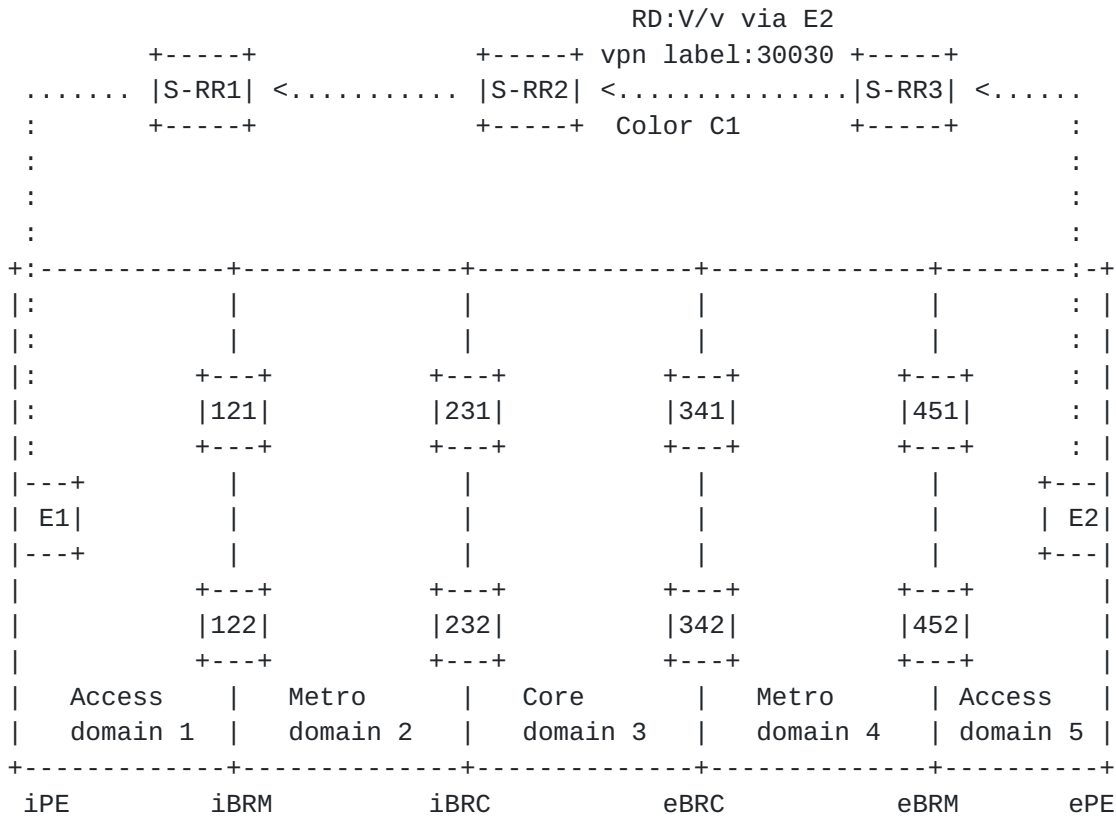 RD:V/v via E2
+-----+ +-----+ vpn label:30030 +-----+
....... |S-RR1| <........... |S-RR2| <...............|S-RR3| <......
: +-----+ +-----+ Color C1 +-----+ :
: :
: :
: :
+:------------+--------------+--------------+--------------+--------:-+
|: | | | | : |
|: | | | | : |
|: +---+ +---+ +---+ +---+ : |
|: |121| |231| |341| |451| : |
|: +---+ +---+ +---+ +---+ : |
|---+ | | | | +---|
| E1| | | | | | E2|
|---+ | | | | +---|
| +---+ +---+ +---+ +---+ |
| |122| |232| |342| |452| |
| +---+ +---+ +---+ +---+ |
| Access | Metro | Core | Metro | Access |
| domain 1 | domain 2 | domain 3 | domain 4 | domain 5 |
+-------------+--------------+--------------+--------------+----------+
iPE iBRM iBRC eBRC eBRM ePE